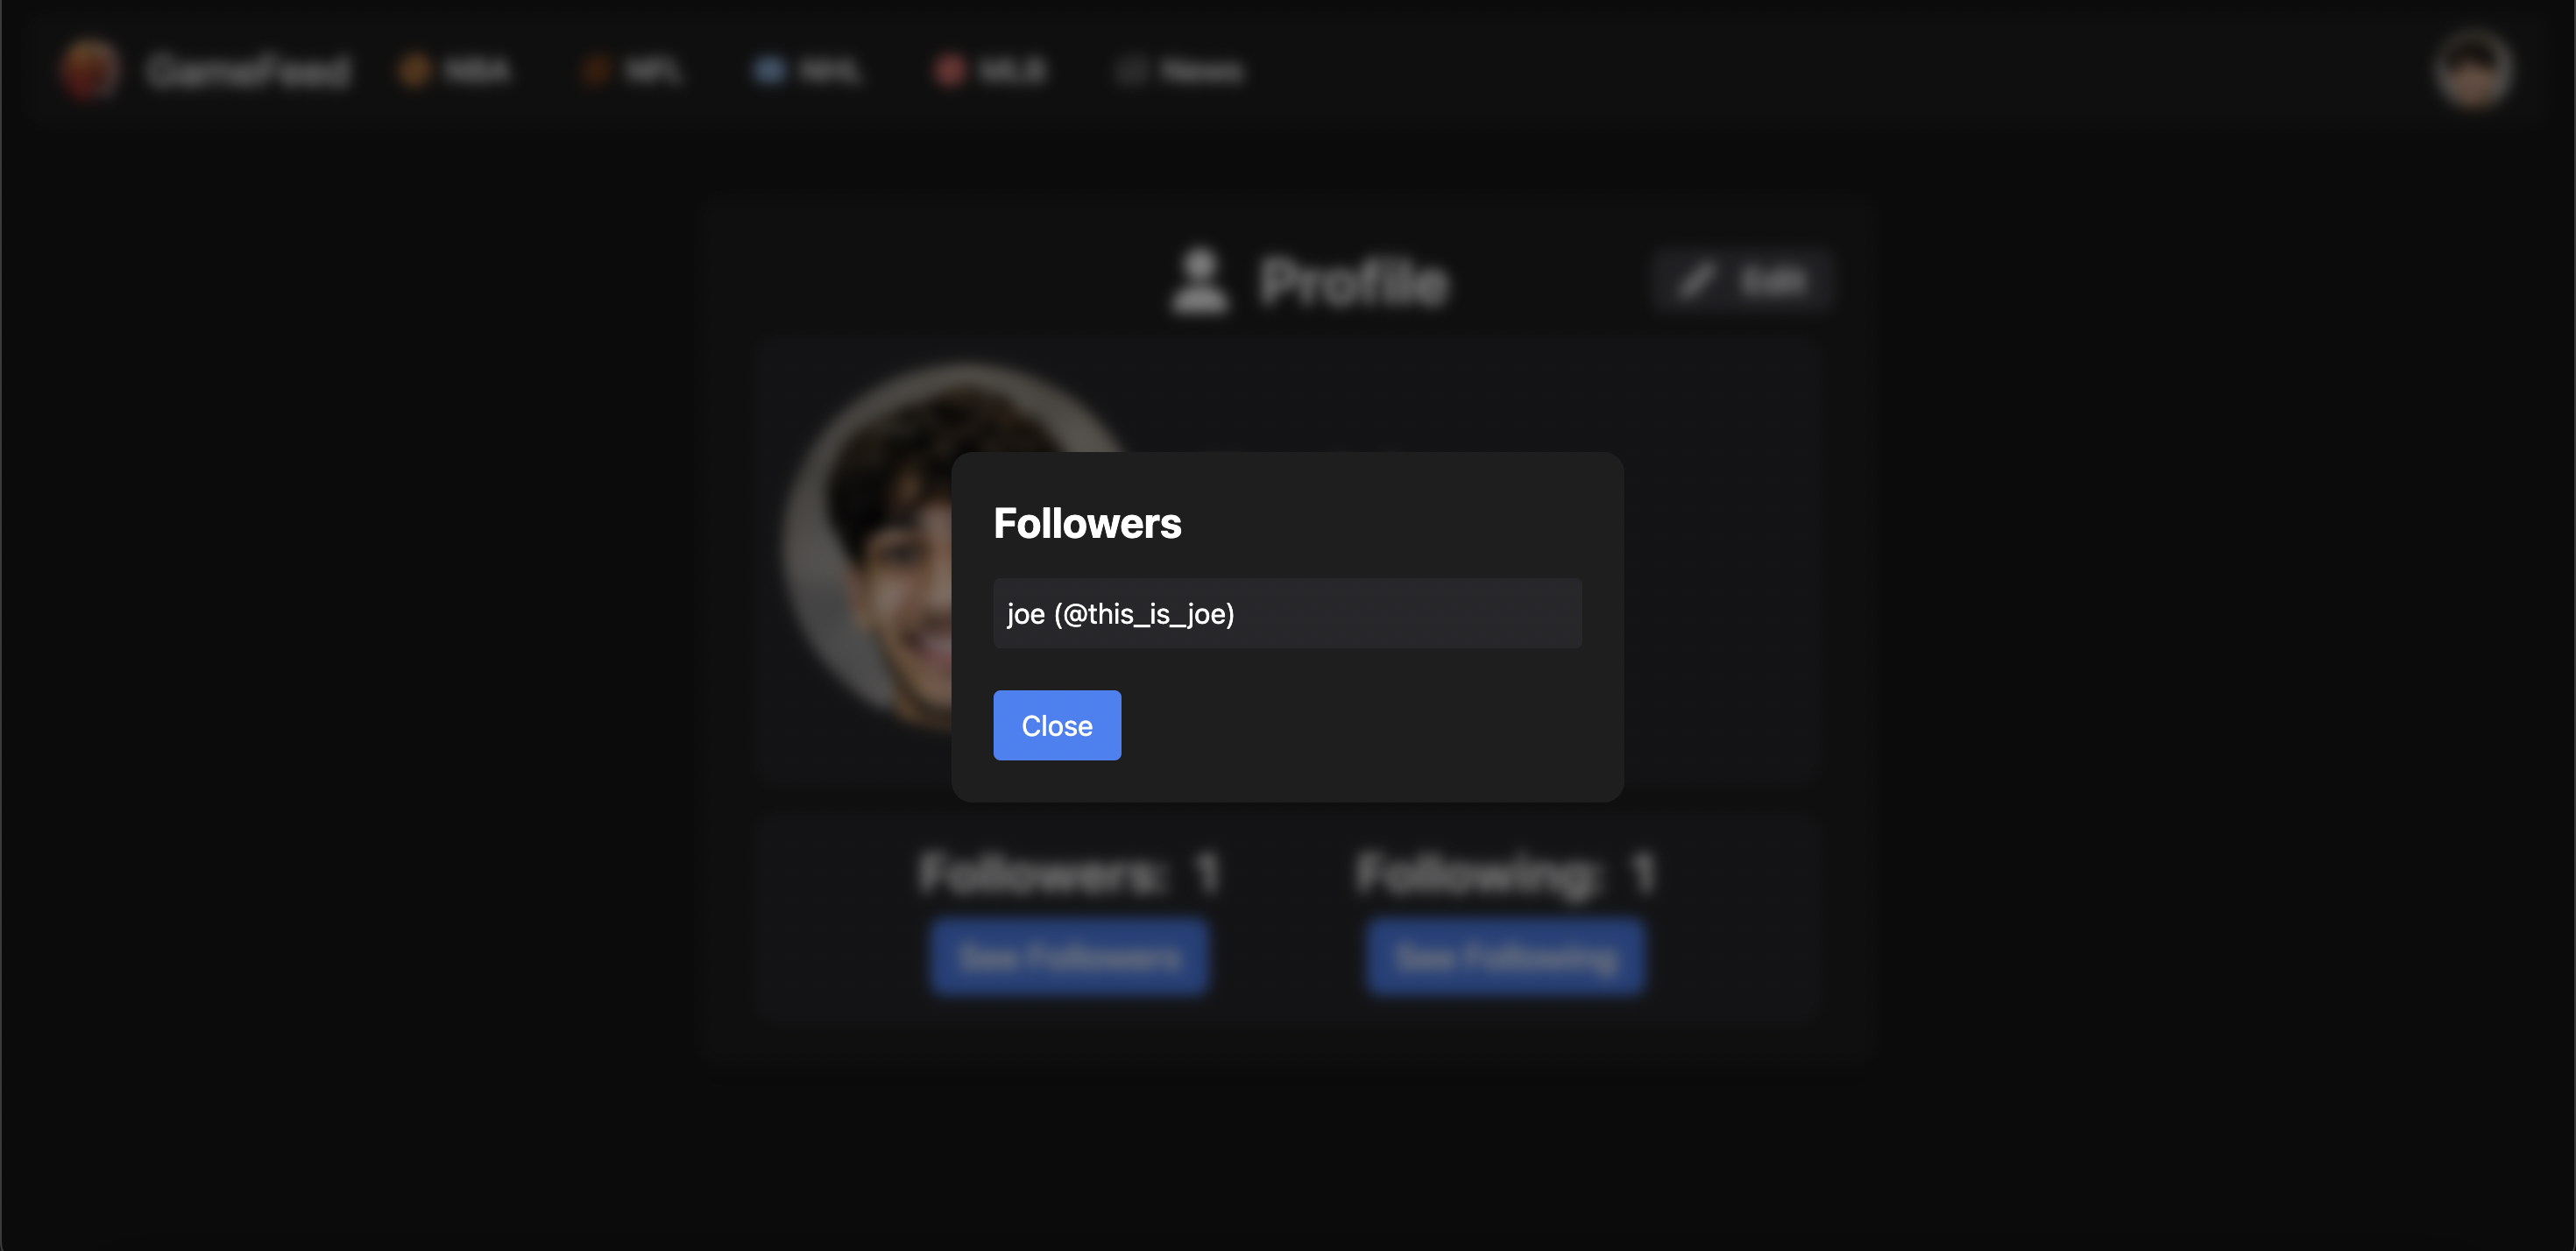 GameFeed NBA NFL NHL MLB News
Profile Edit
Followers
joe (@this_is_joe)
Close
Followers: 1 Following: 1
See Followers See Following